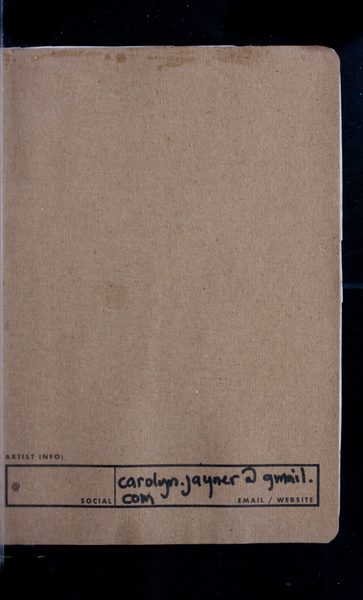 ARTIST INFO:
@
SOCIAL
carolyn.jayner@gmail.
com
EMAIL / WEBSITE